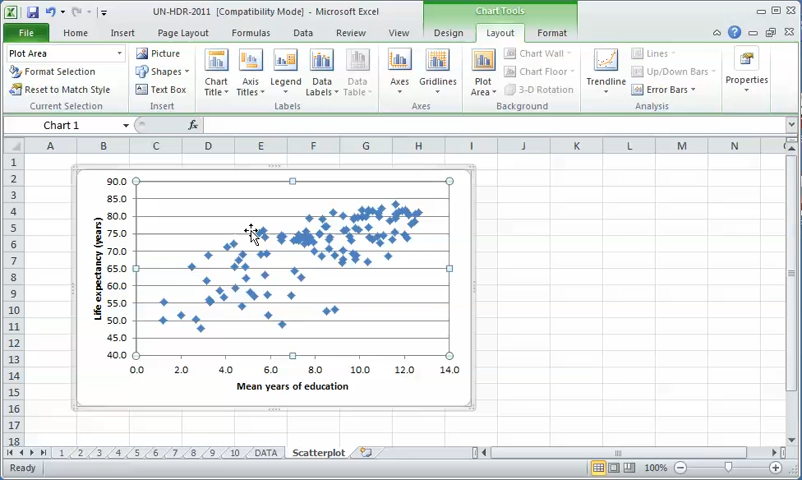 UN-HDR-2011 [Compatibility Mode] - Microsoft Excel
Chart Tools
File Home Insert Page Layout Formulas Data Review View Design Layout Format
Plot Area
Format Selection
Reset to Match Style
Current Selection
Picture
Shapes
Text Box
Insert
Chart Title
Axis Titles
Legend
Data Labels
Data Table
Labels
Axes
Gridlines
Axes
Plot Area
Chart Wall
Chart Floor
3-D Rotation
Background
Trendline
Lines
Up/Down Bars
Error Bars
Analysis
Properties
Chart 1 fx
A B C D E F G H I J K L M
1
2
3
4
5
6
7
8
9
10
11
12
13
14
15
16
17
18
90.0
85.0
80.0
75.0
70.0
65.0
60.0
55.0
50.0
45.0
40.0
Life expectancy (years)
0.0 2.0 4.0 6.0 8.0 10.0 12.0 14.0
Mean years of education
1 2 3 4 5 6 7 8 9 10 DATA Scatterplot
Ready 100%